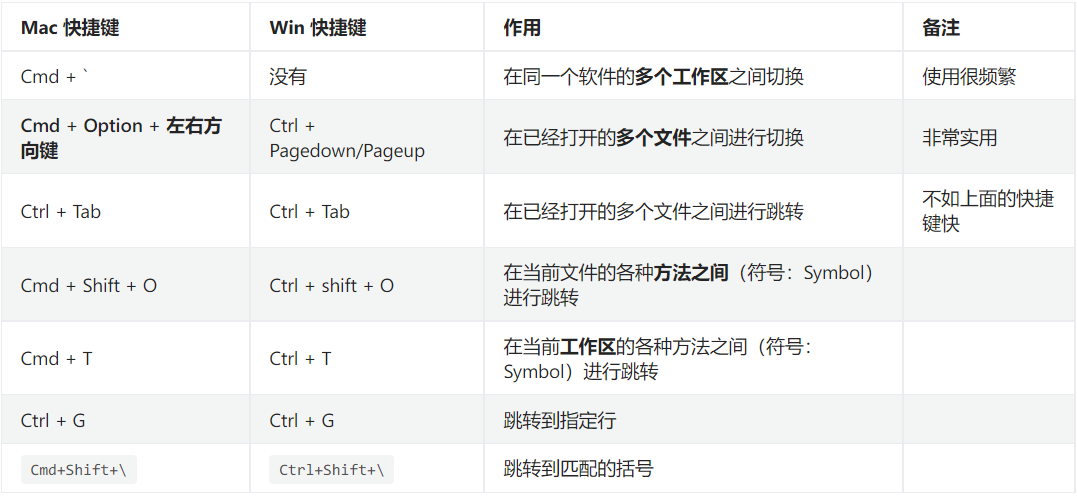 Mac 快捷键 Win 快捷键 作用 备注
Cmd + ` 没有 在同一个软件的多个工作区之间切换 使用很频繁
Cmd + Option + 左右方
向键
Ctrl +
Pagedown/Pageup
在已经打开的多个文件之间进行切换 非常实用
Ctrl + Tab Ctrl + Tab 在已经打开的多个文件之间进行跳转
不如上面的快捷
键快
Cmd + Shift + O Ctrl + shift + O
在当前文件的各种方法之间（符号：Symbol）
进行跳转
Cmd + T Ctrl + T
在当前工作区的各种方法之间（符号：
Symbol）进行跳转
Ctrl + G Ctrl + G 跳转到指定行
Cmd+Shift+\ Ctrl+Shift+\ 跳转到匹配的括号